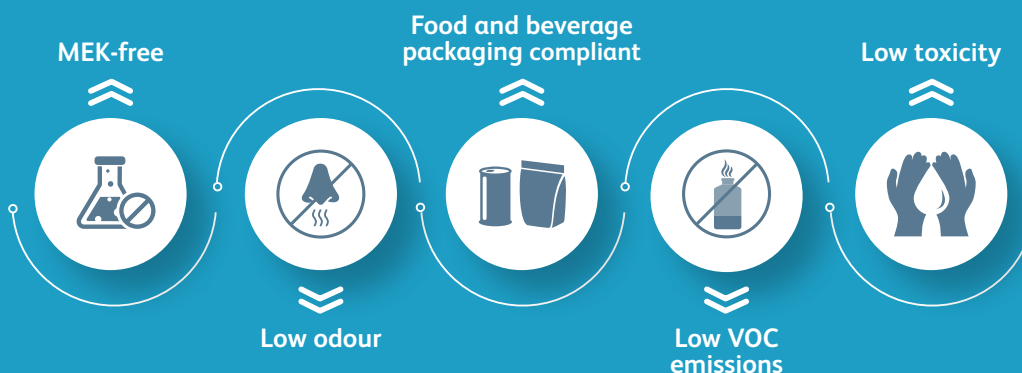 MEK-free
Low odour
Food and beverage
packaging compliant
Low VOC
emissions
Low toxicity